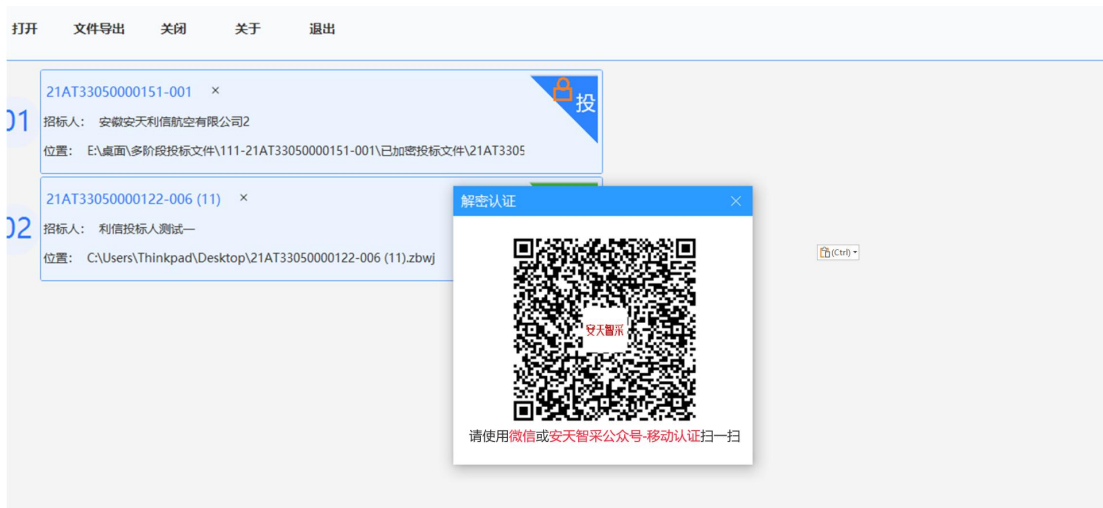 打开 文件导出 关闭 关于 退出
01
21AT33050000151-001 ×
招标人： 安徽安天利信航空有限公司2
位置： E:\桌面\多阶段投标文件\111-21AT33050000151-001\已加密投标文件\21AT3305
投
02
21AT33050000122-006 (11) ×
招标人： 利信投标人测试一
位置： C:\Users\Thinkpad\Desktop\21AT33050000122-006 (11).zbwj
解密认证
安天智采
请使用微信或安天智采公众号-移动认证扫一扫
(Ctrl)